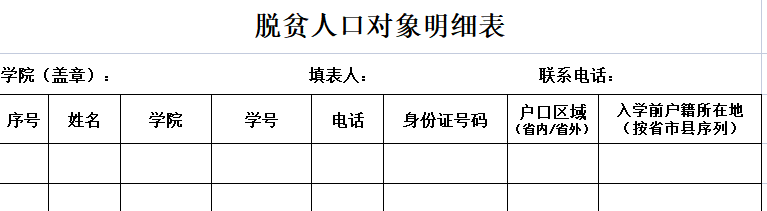 脱贫人口对象明细表
学院（盖章）： 填表人： 联系电话：
序号 姓名 学院 学号 电话 身份证号码 户口区域 入学前户籍所在地
（省内/省外） （按省市县序列）